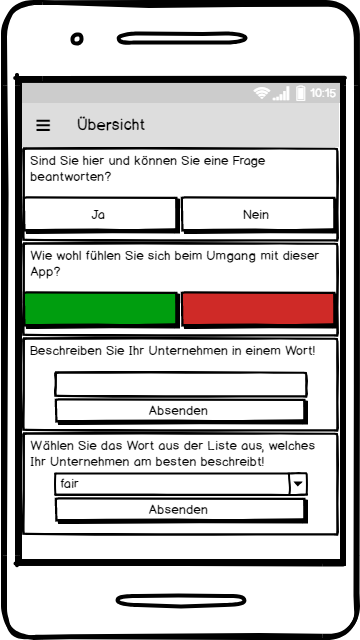 10:15
Übersicht
Sind Sie hier und können Sie eine Frage
beantworten?
Ja
Nein
Wie wohl fühlen Sie sich beim Umgang mit dieser
App?
Beschreiben Sie Ihr Unternehmen in einem Wort!
Absenden
Wählen Sie das Wort aus der Liste aus, welches
Ihr Unternehmen am besten beschreibt!
fair
Absenden